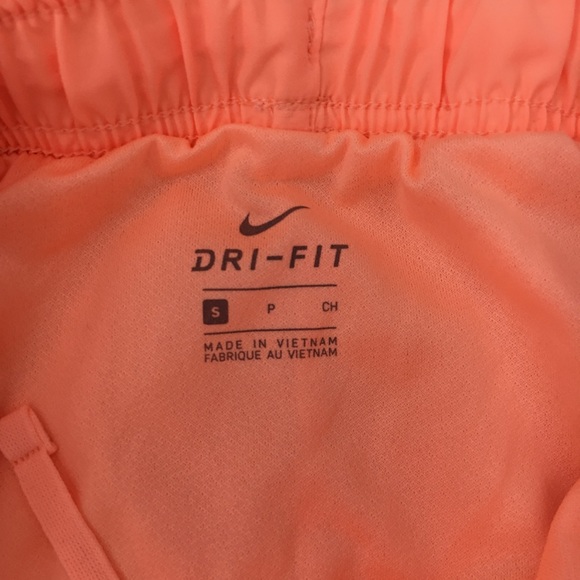 DRI-FIT
S P CH
MADE IN VIETNAM
FABRIQUE AU VIETNAM